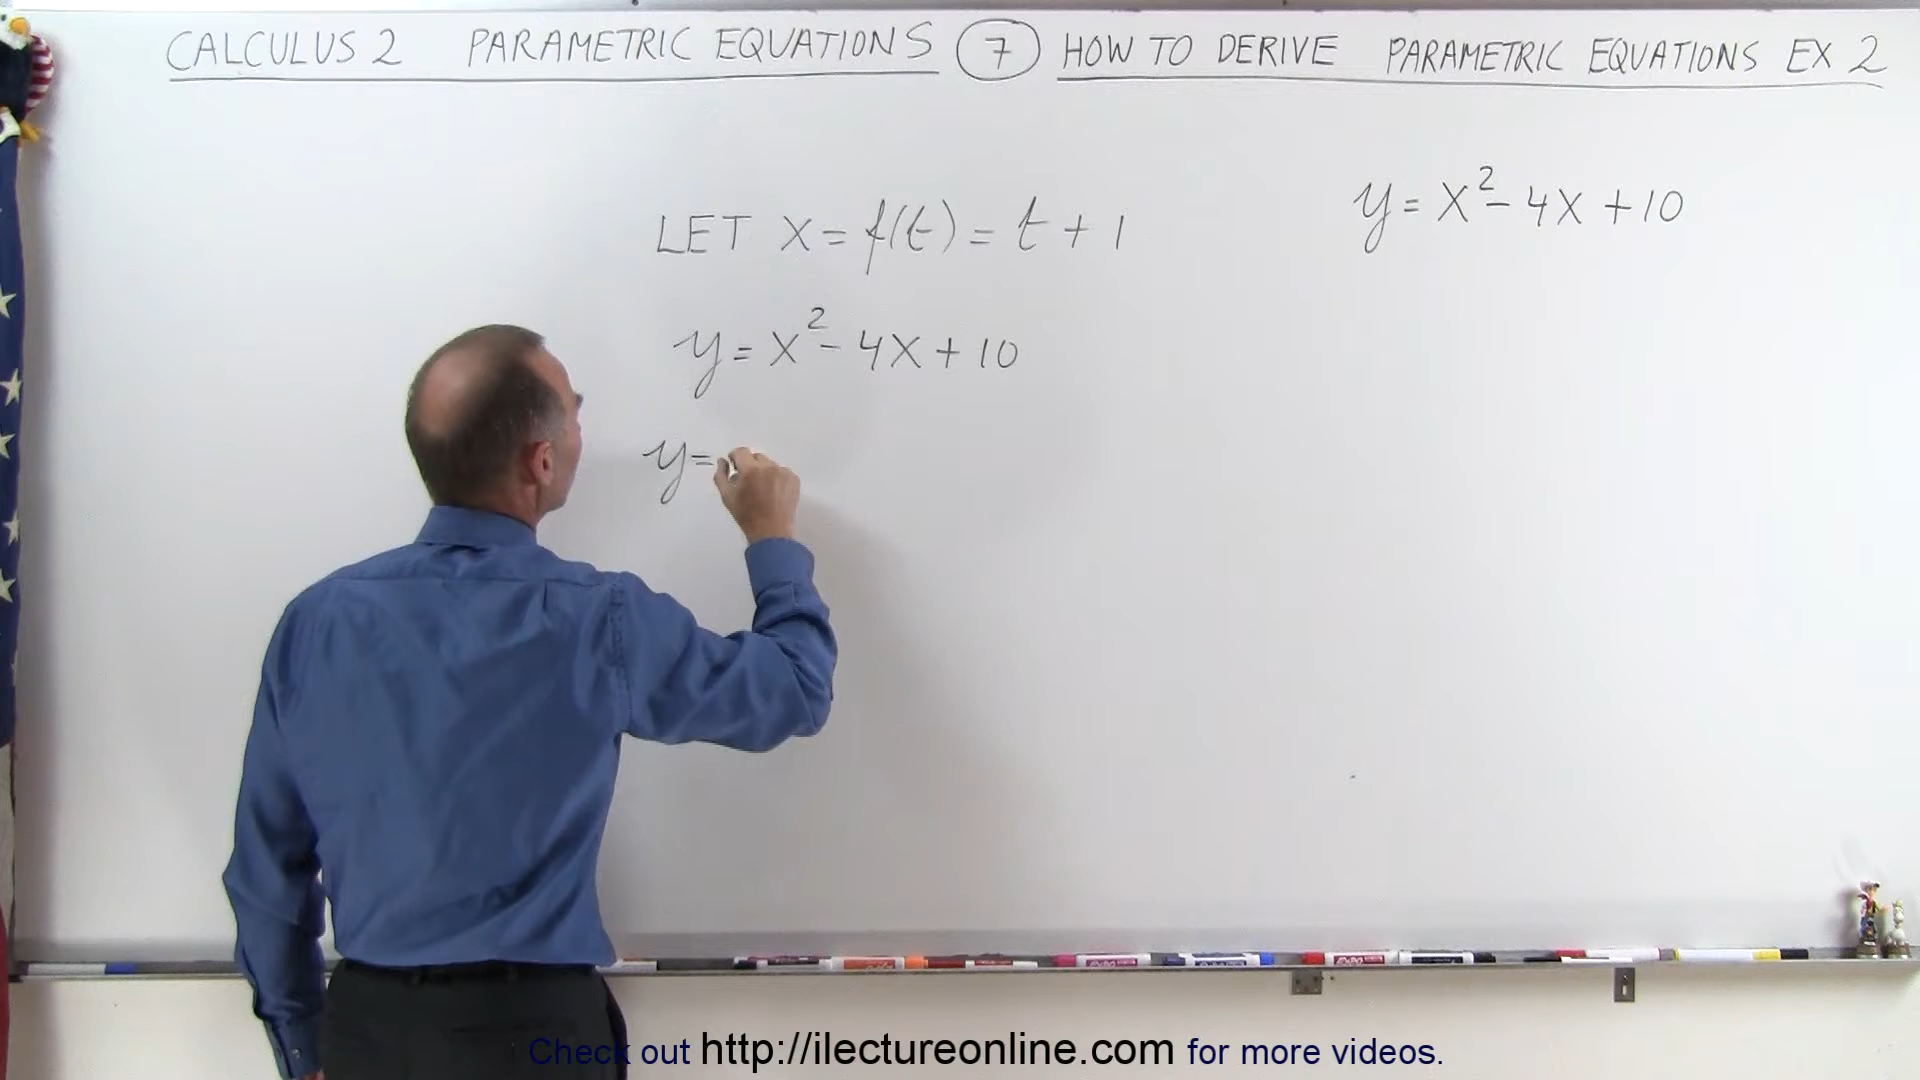 CALCULUS 2 PARAMETRIC EQUATIONS 7 HOW TO DERIVE PARAMETRIC EQUATIONS EX 2
y = x² - 4x + 10
LET x = f(t) = t + 1
y = x² - 4x + 10
y =
Check out http://ilectureonline.com for more videos.